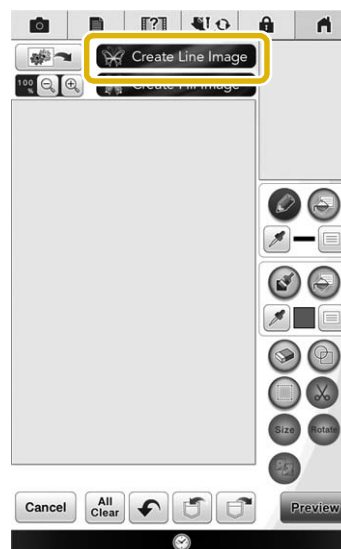 Create Line Image
Create Fill Image
100
%
Size
Rotate
Cancel
All
Clear
Preview